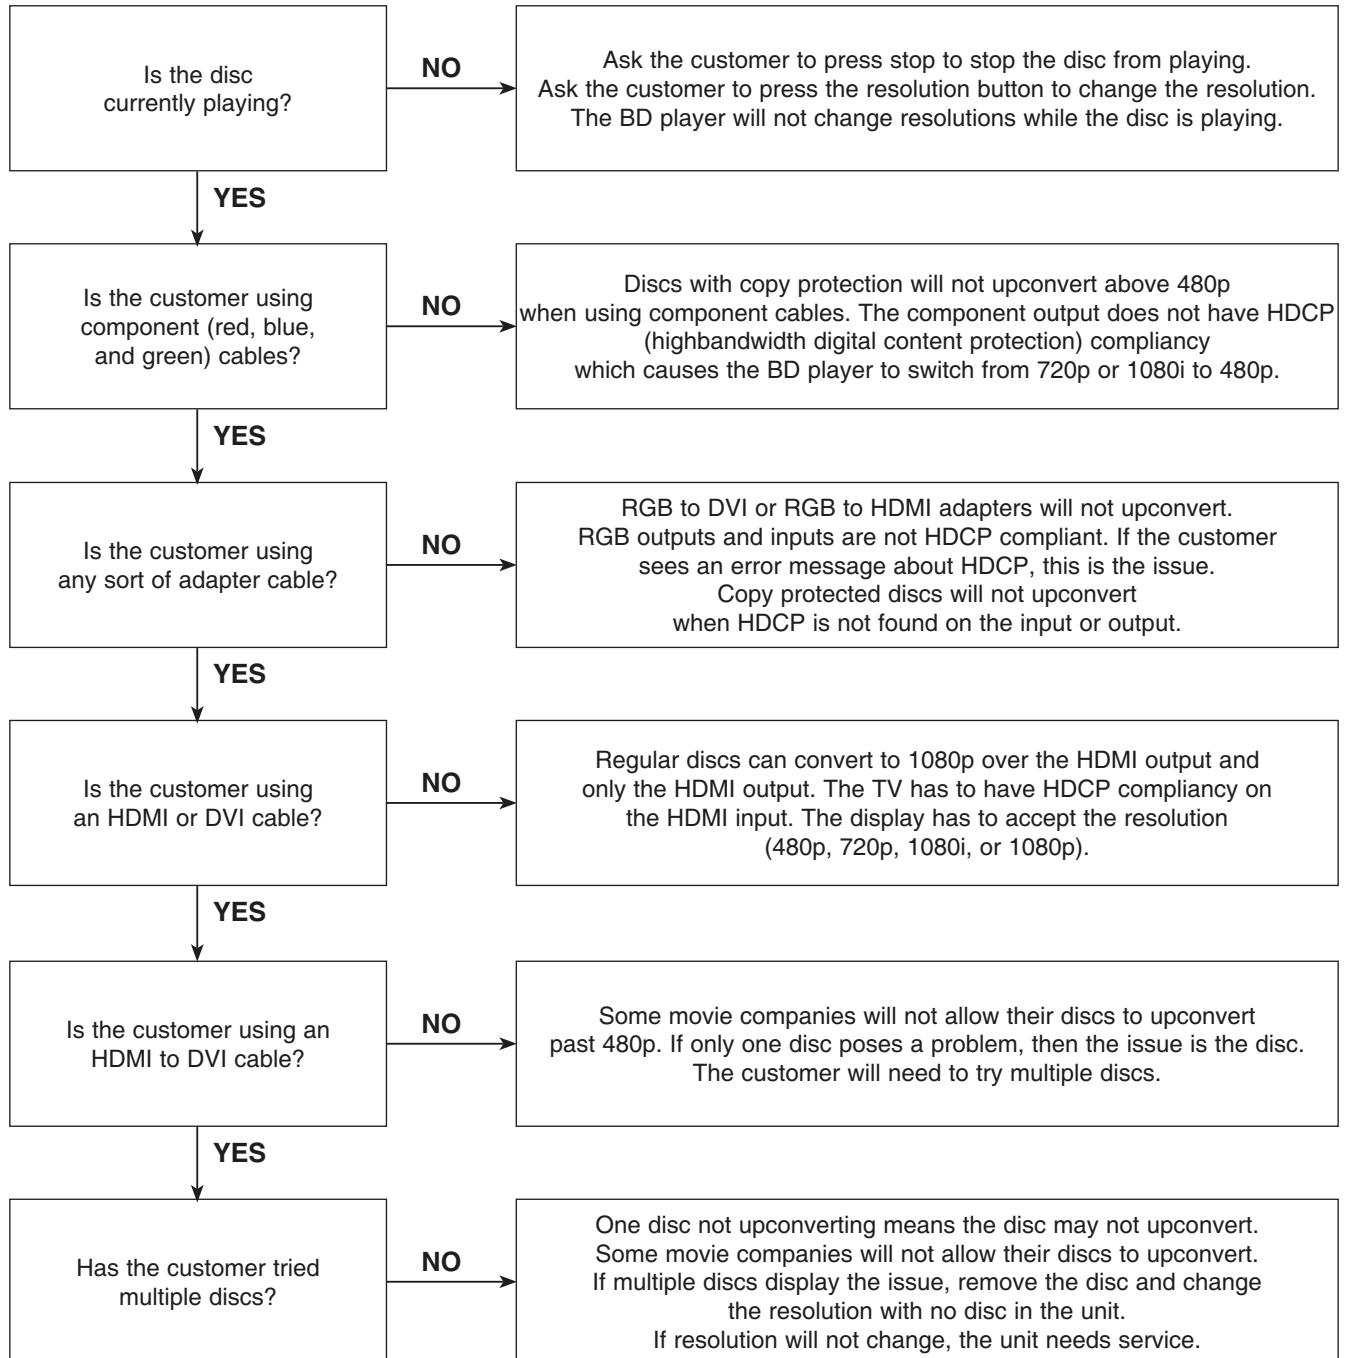 Is the disc
currently playing?
NO
Ask the customer to press stop to stop the disc from playing.
Ask the customer to press the resolution button to change the resolution.
The BD player will not change resolutions while the disc is playing.
YES
Is the customer using
component (red, blue,
and green) cables?
NO
Discs with copy protection will not upconvert above 480p
when using component cables. The component output does not have HDCP
(highbandwidth digital content protection) compliancy
which causes the BD player to switch from 720p or 1080i to 480p.
YES
Is the customer using
any sort of adapter cable?
NO
RGB to DVI or RGB to HDMI adapters will not upconvert.
RGB outputs and inputs are not HDCP compliant. If the customer
sees an error message about HDCP, this is the issue.
Copy protected discs will not upconvert
when HDCP is not found on the input or output.
YES
Is the customer using
an HDMI or DVI cable?
NO
Regular discs can convert to 1080p over the HDMI output and
only the HDMI output. The TV has to have HDCP compliancy on
the HDMI input. The display has to accept the resolution
(480p, 720p, 1080i, or 1080p).
YES
Is the customer using an
HDMI to DVI cable?
NO
Some movie companies will not allow their discs to upconvert
past 480p. If only one disc poses a problem, then the issue is the disc.
The customer will need to try multiple discs.
YES
Has the customer tried
multiple discs?
NO
One disc not upconverting means the disc may not upconvert.
Some movie companies will not allow their discs to upconvert.
If multiple discs display the issue, remove the disc and change
the resolution with no disc in the unit.
If resolution will not change, the unit needs service.